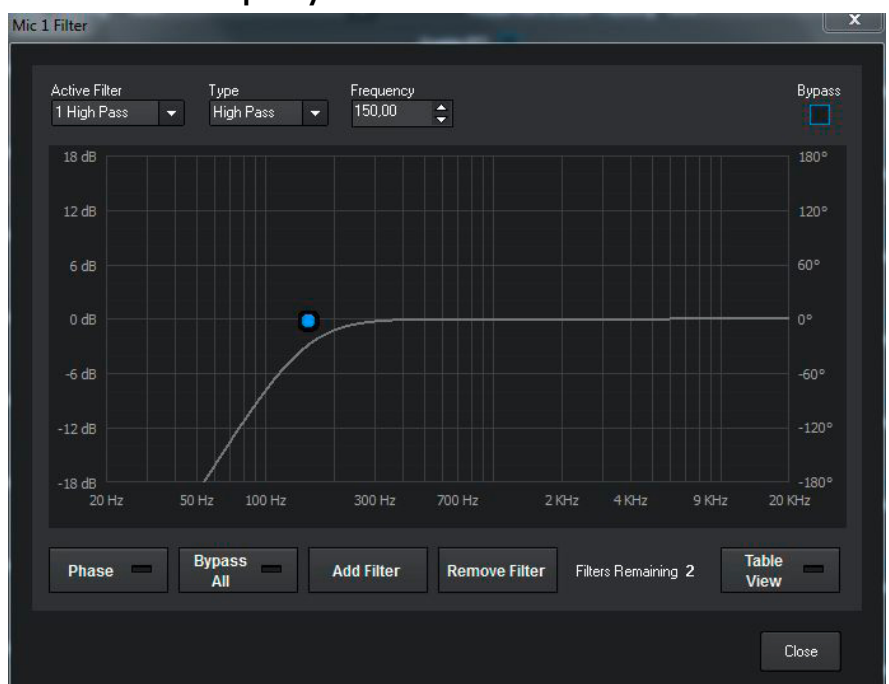 Mic 1 Filter
x
Active Filter Type Frequency Bypass
1 High Pass High Pass 150,00
18 dB 180°
12 dB 120°
6 dB 60°
0 dB 0°
-6 dB -60°
-12 dB -120°
-18 dB -180°
20 Hz 50 Hz 100 Hz 300 Hz 700 Hz 2 KHz 4 KHz 9 KHz 20 KHz
Phase Bypass All Add Filter Remove Filter Filters Remaining 2 Table View
Close